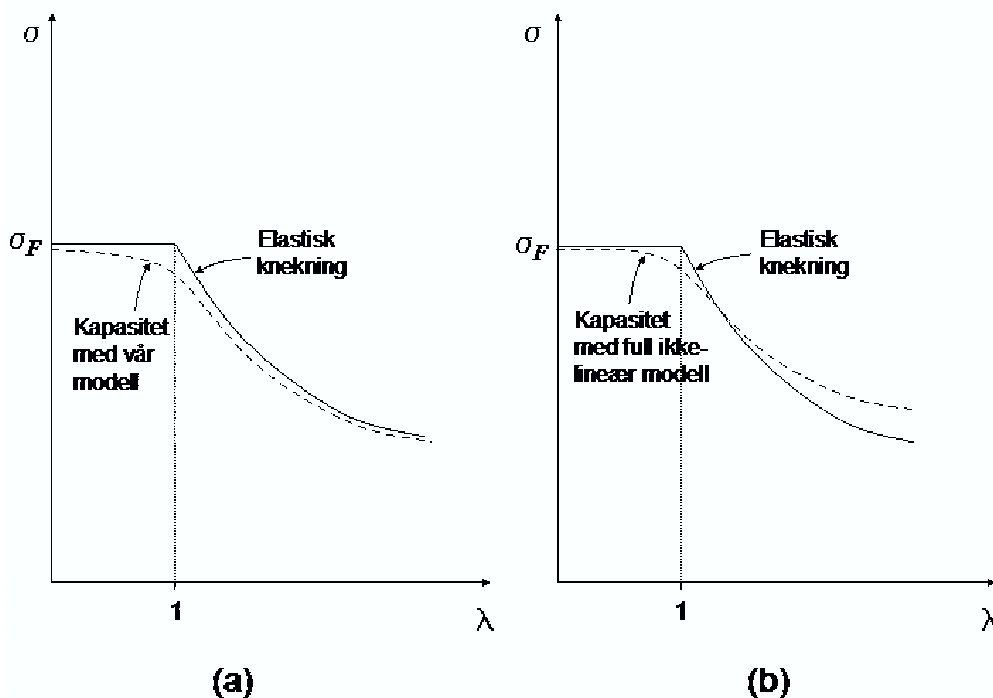 σ
σF
Elastisk
knekning
Kapasitet
med vår
modell
1
λ
(a)
σ
σF
Elastisk
knekning
Kapasitet
med full ikke-
lineær modell
1
λ
(b)